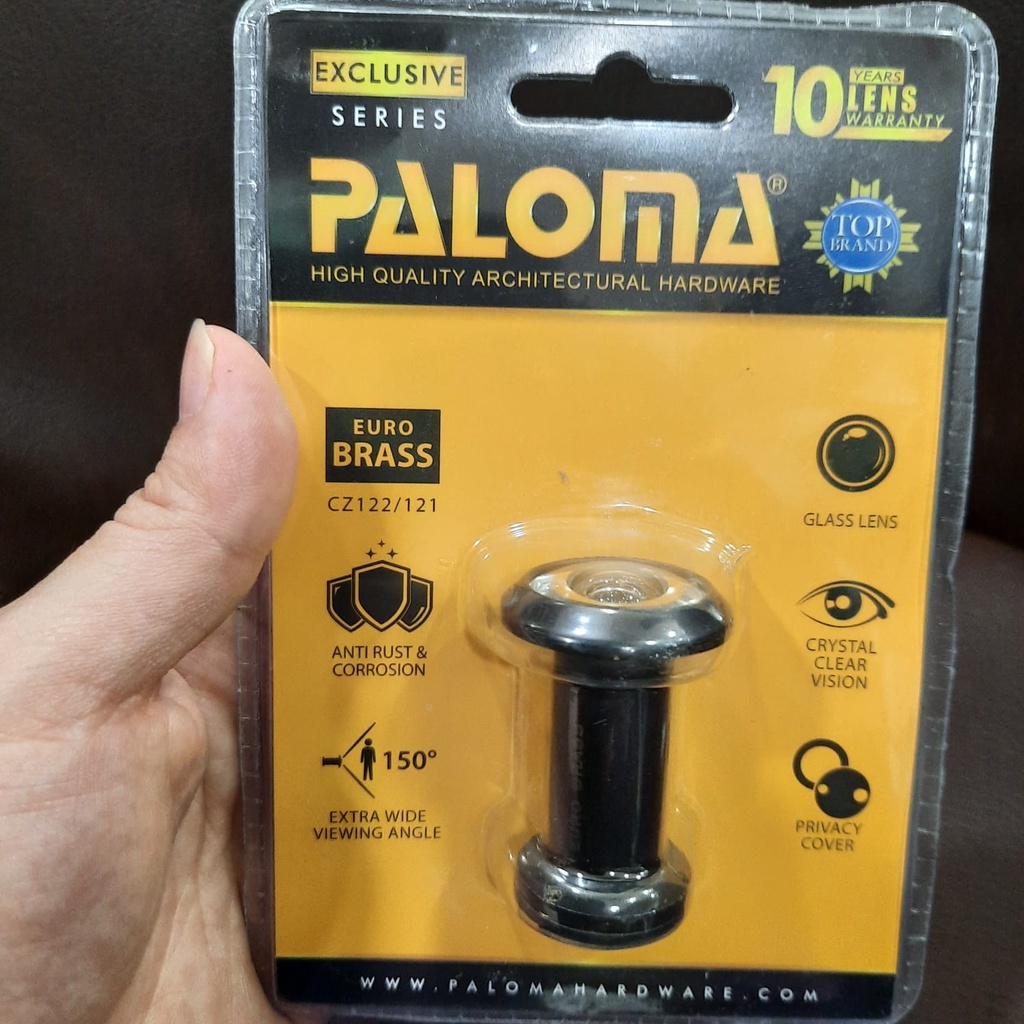 EXCLUSIVE
SERIES
10 YEARS
LENS
WARRANTY
PALOMA®
HIGH QUALITY ARCHITECTURAL HARDWARE
TOP
BRAND
EURO
BRASS
CZ122/121
GLASS LENS
ANTI RUST &
CORROSION
CRYSTAL
CLEAR
VISION
150°
EXTRA WIDE
VIEWING ANGLE
PRIVACY
COVER
WWW.PALOMAHARDWARE.COM